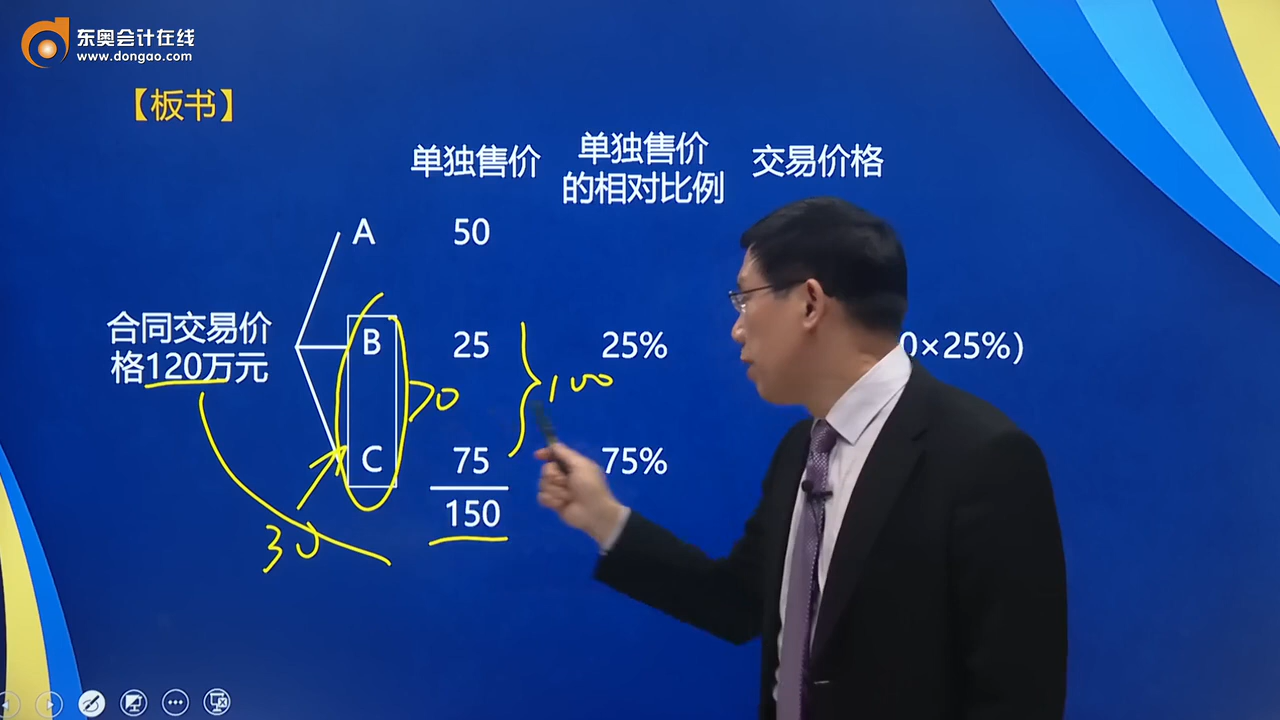 东奥会计在线
www.dongao.com
【板书】
单独售价
单独售价
的相对比例
交易价格
A 50
合同交易价
格120万元
B 25 25% 0×25%)
70
100
C 75 75%
150
30